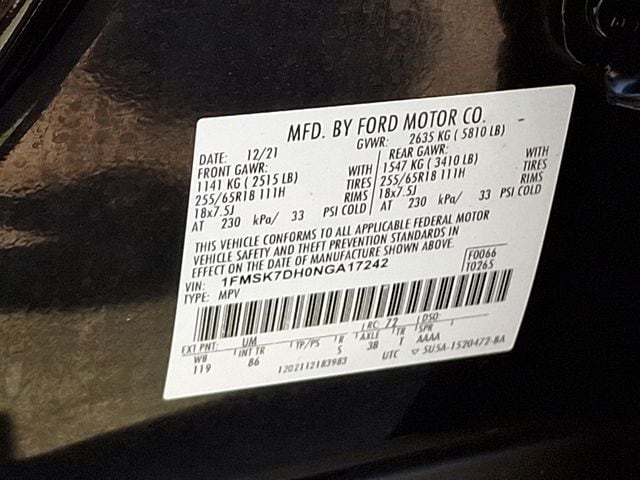 MFD. BY FORD MOTOR CO.
DATE: 12/21 GVWR: 2635 KG ( 5810 LB)
FRONT GAWR: REAR GAWR:
1141 KG ( 2515 LB) WITH 1547 KG ( 3410 LB) WITH
255/65R18 111H TIRES 255/65R18 111H TIRES
18x7.5J RIMS 18x7.5J RIMS
AT 230 kPa/ 33 PSI COLD AT 230 kPa/ 33 PSI COLD
THIS VEHICLE CONFORMS TO ALL APPLICABLE FEDERAL MOTOR
VEHICLE SAFETY AND THEFT PREVENTION STANDARDS IN
EFFECT ON THE DATE OF MANUFACTURE SHOWN ABOVE.
VIN: 1FMSK7DH0NGA17242 F0066
TYPE: MPV T0265
EXT PNT: UM RC: 72 DSO:
WB INT TR TP/PS R AXLE TR SPR
119 86 S 3B T AAAA
1202112183983 UTC ▽ 5U5A-1520472-BA